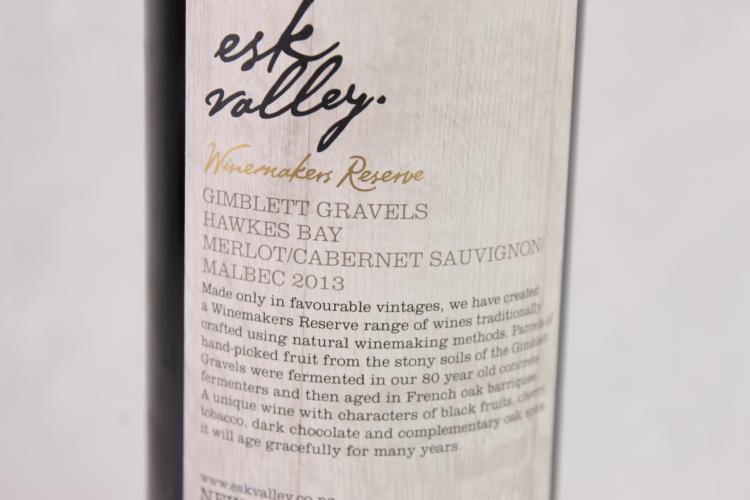 esk
valley.
Winemakers Reserve
GIMBLETT GRAVELS
HAWKES BAY
MERLOT/CABERNET SAUVIGNON/
MALBEC 2013
Made only in favourable vintages, we have created
a Winemakers Reserve range of wines traditionally
crafted using natural winemaking methods. Parcels of
hand-picked fruit from the stony soils of the Gimblett
Gravels were fermented in our 80 year old concrete
fermenters and then aged in French oak barriques.
A unique wine with characters of black fruits, cherry,
tobacco, dark chocolate and complementary oak spice,
it will age gracefully for many years.
www.eskvalley.co.nz